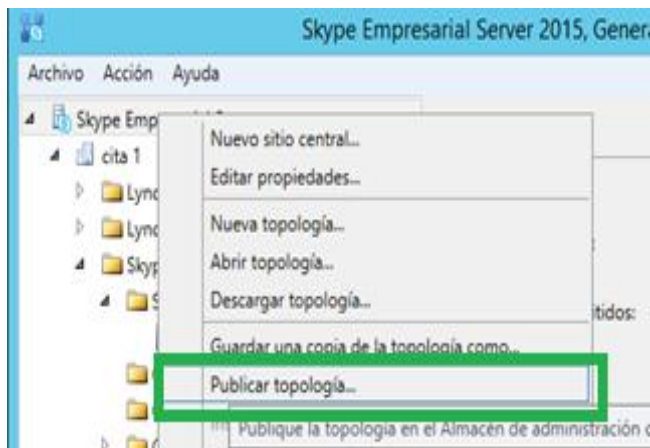 Skype Empresarial Server 2015, Genera
Archivo Acción Ayuda
Skype Emp
cita 1
Lync
Lync
Skyp
S
Nuevo sitio central...
Editar propiedades...
Nueva topología...
Abrir topología...
Descargar topología...
tidos:
Guardar una copia de la topología como...
Publicar topología...
Publique la topología en el Almacén de administración